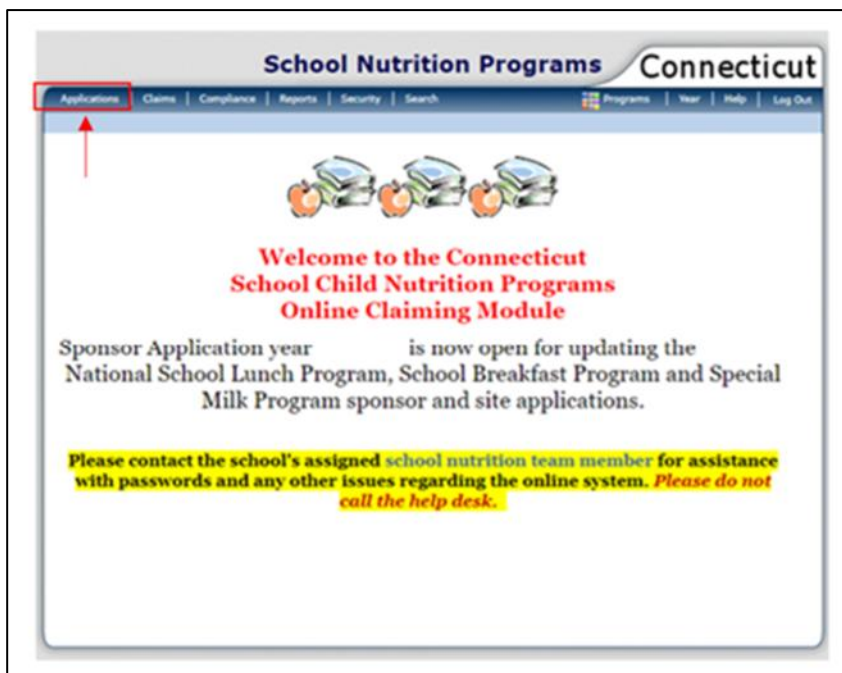 School Nutrition Programs
Connecticut
Applications | Claims | Compliance | Reports | Security | Search
Programs | Year | Help | Log Out
Welcome to the Connecticut
School Child Nutrition Programs
Online Claiming Module
Sponsor Application year is now open for updating the
National School Lunch Program, School Breakfast Program and Special
Milk Program sponsor and site applications.
Please contact the school's assigned school nutrition team member for assistance
with passwords and any other issues regarding the online system. Please do not
call the help desk.